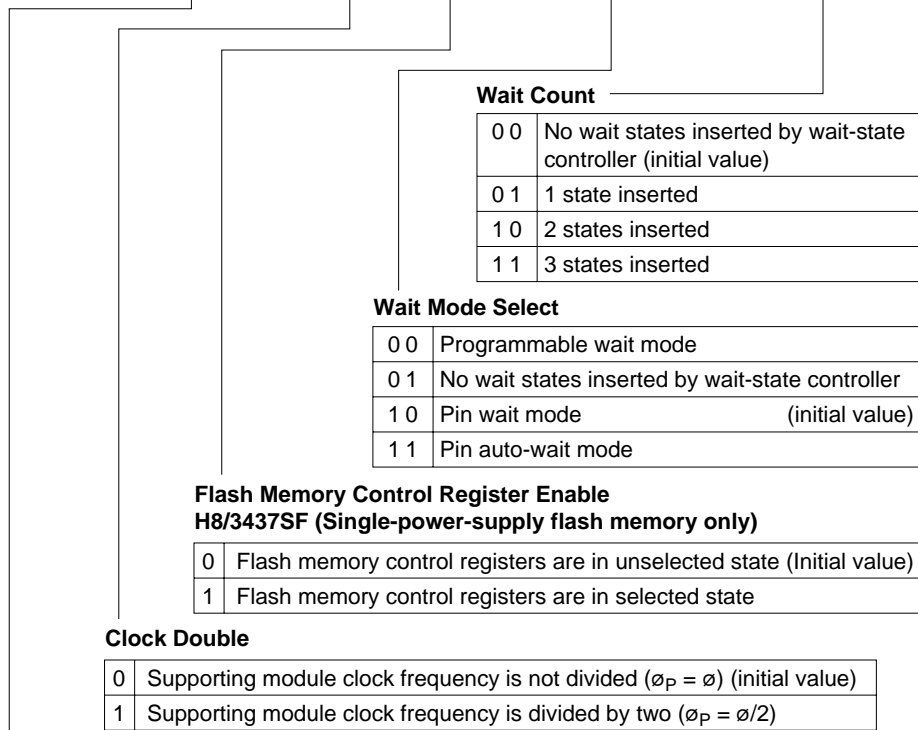 Wait Count
0 0 No wait states inserted by wait-state
controller (initial value)
0 1 1 state inserted
1 0 2 states inserted
1 1 3 states inserted
Wait Mode Select
0 0 Programmable wait mode
0 1 No wait states inserted by wait-state controller
1 0 Pin wait mode (initial value)
1 1 Pin auto-wait mode
Flash Memory Control Register Enable
H8/3437SF (Single-power-supply flash memory only)
0 Flash memory control registers are in unselected state (Initial value)
1 Flash memory control registers are in selected state
Clock Double
0 Supporting module clock frequency is not divided (øP = ø) (initial value)
1 Supporting module clock frequency is divided by two (øP = ø/2)